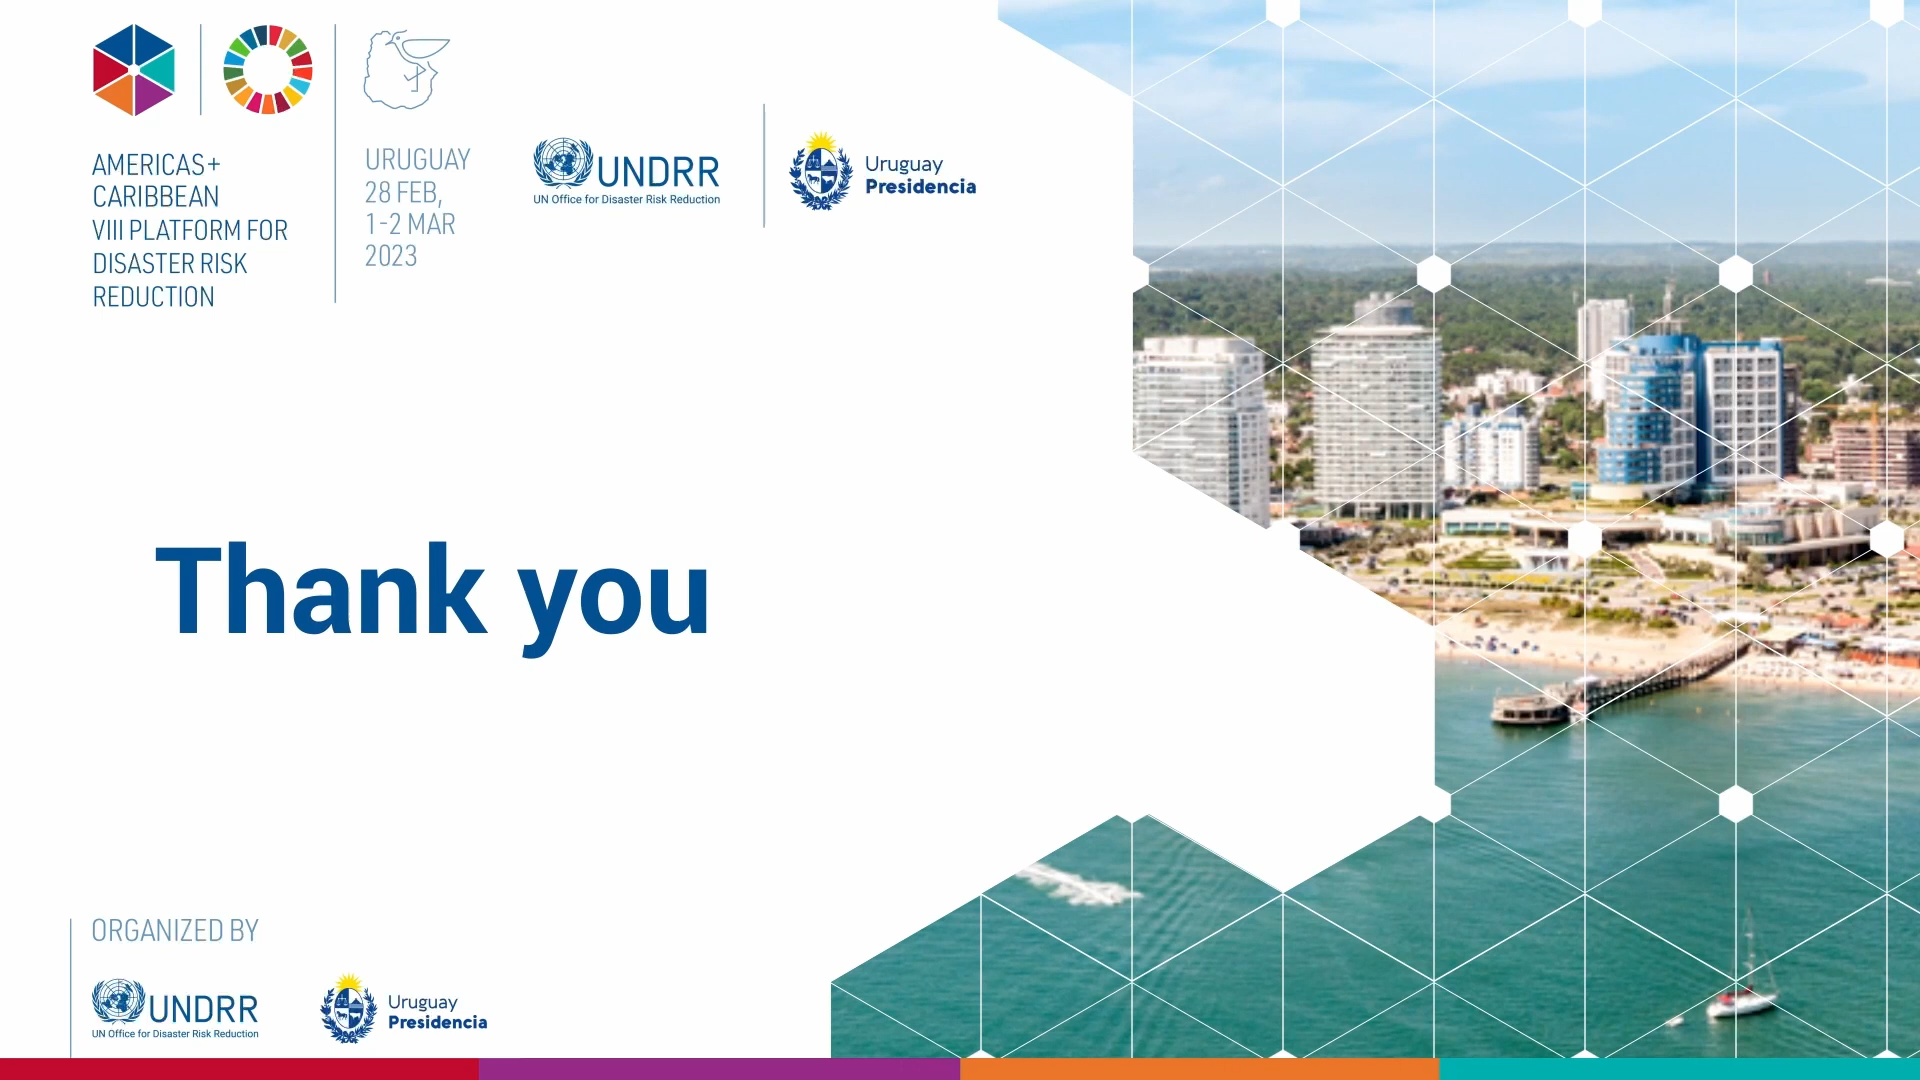 AMERICAS+
CARIBBEAN
VIII PLATFORM FOR
DISASTER RISK
REDUCTION
URUGUAY
28 FEB,
1-2 MAR
2023
UNDRR
UN Office for Disaster Risk Reduction
Uruguay
Presidencia
Thank you
ORGANIZED BY
UNDRR
UN Office for Disaster Risk Reduction
Uruguay
Presidencia